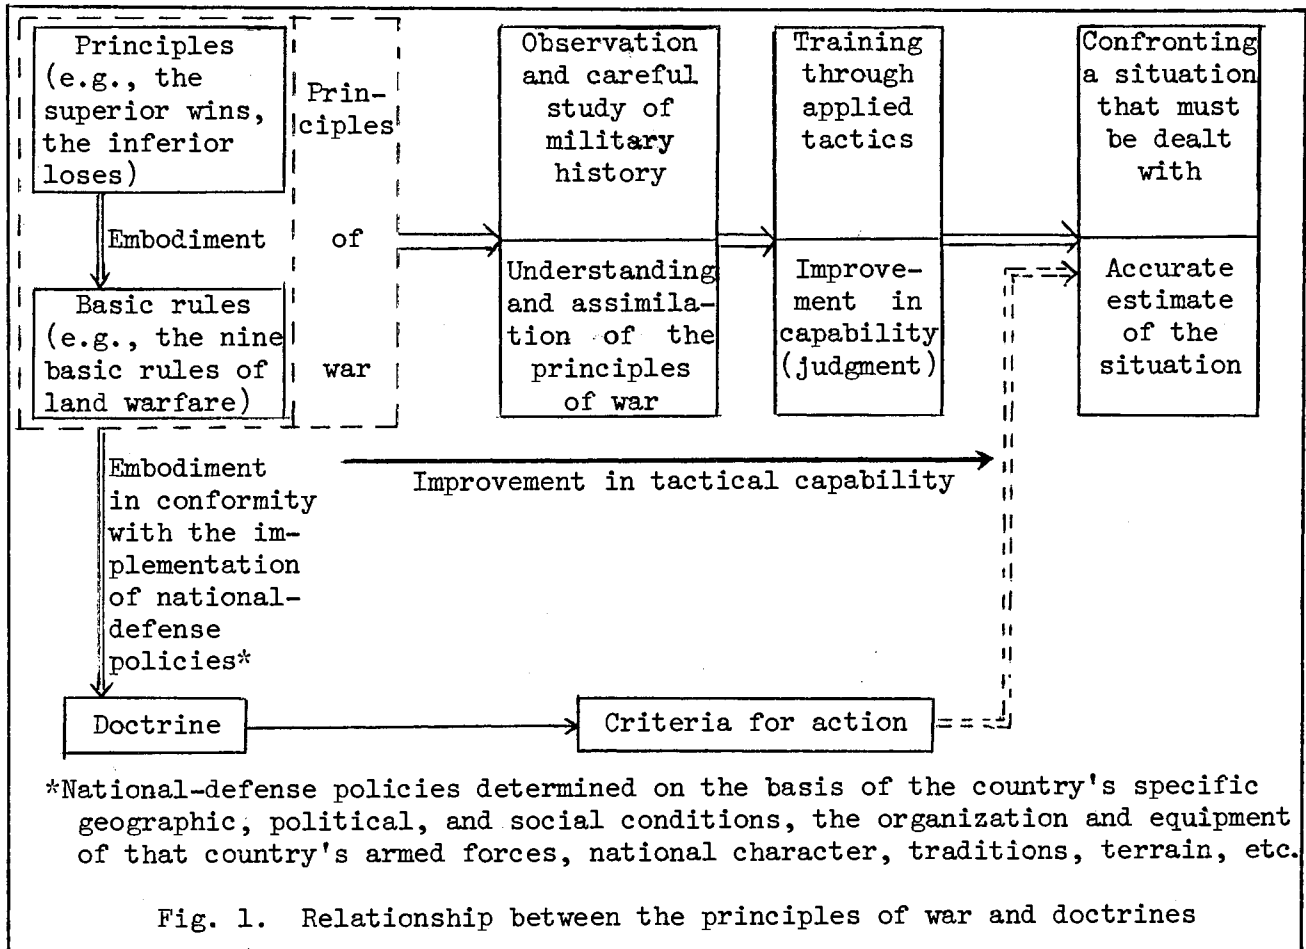 Principles
(e.g., the
superior wins,
the inferior
loses)
Embodiment
Basic rules
(e.g., the nine
basic rules of
land warfare)
Prin-
ciples
of
war
Observation
and careful
study of
military
history
Understanding
and assimila-
tion of the
principles
of war
Training
through
applied
tactics
Improve-
ment in
capability
(judgment)
Confronting
a situation
that must
be dealt
with
Accurate
estimate
of the
situation
Embodiment
in conformity
with the im-
plementation
of national-
defense
policies*
Improvement in tactical capability
Doctrine
Criteria for action
*National-defense policies determined on the basis of the country's specific
geographic, political, and social conditions, the organization and equipment
of that country's armed forces, national character, traditions, terrain, etc.
Fig. 1. Relationship between the principles of war and doctrines